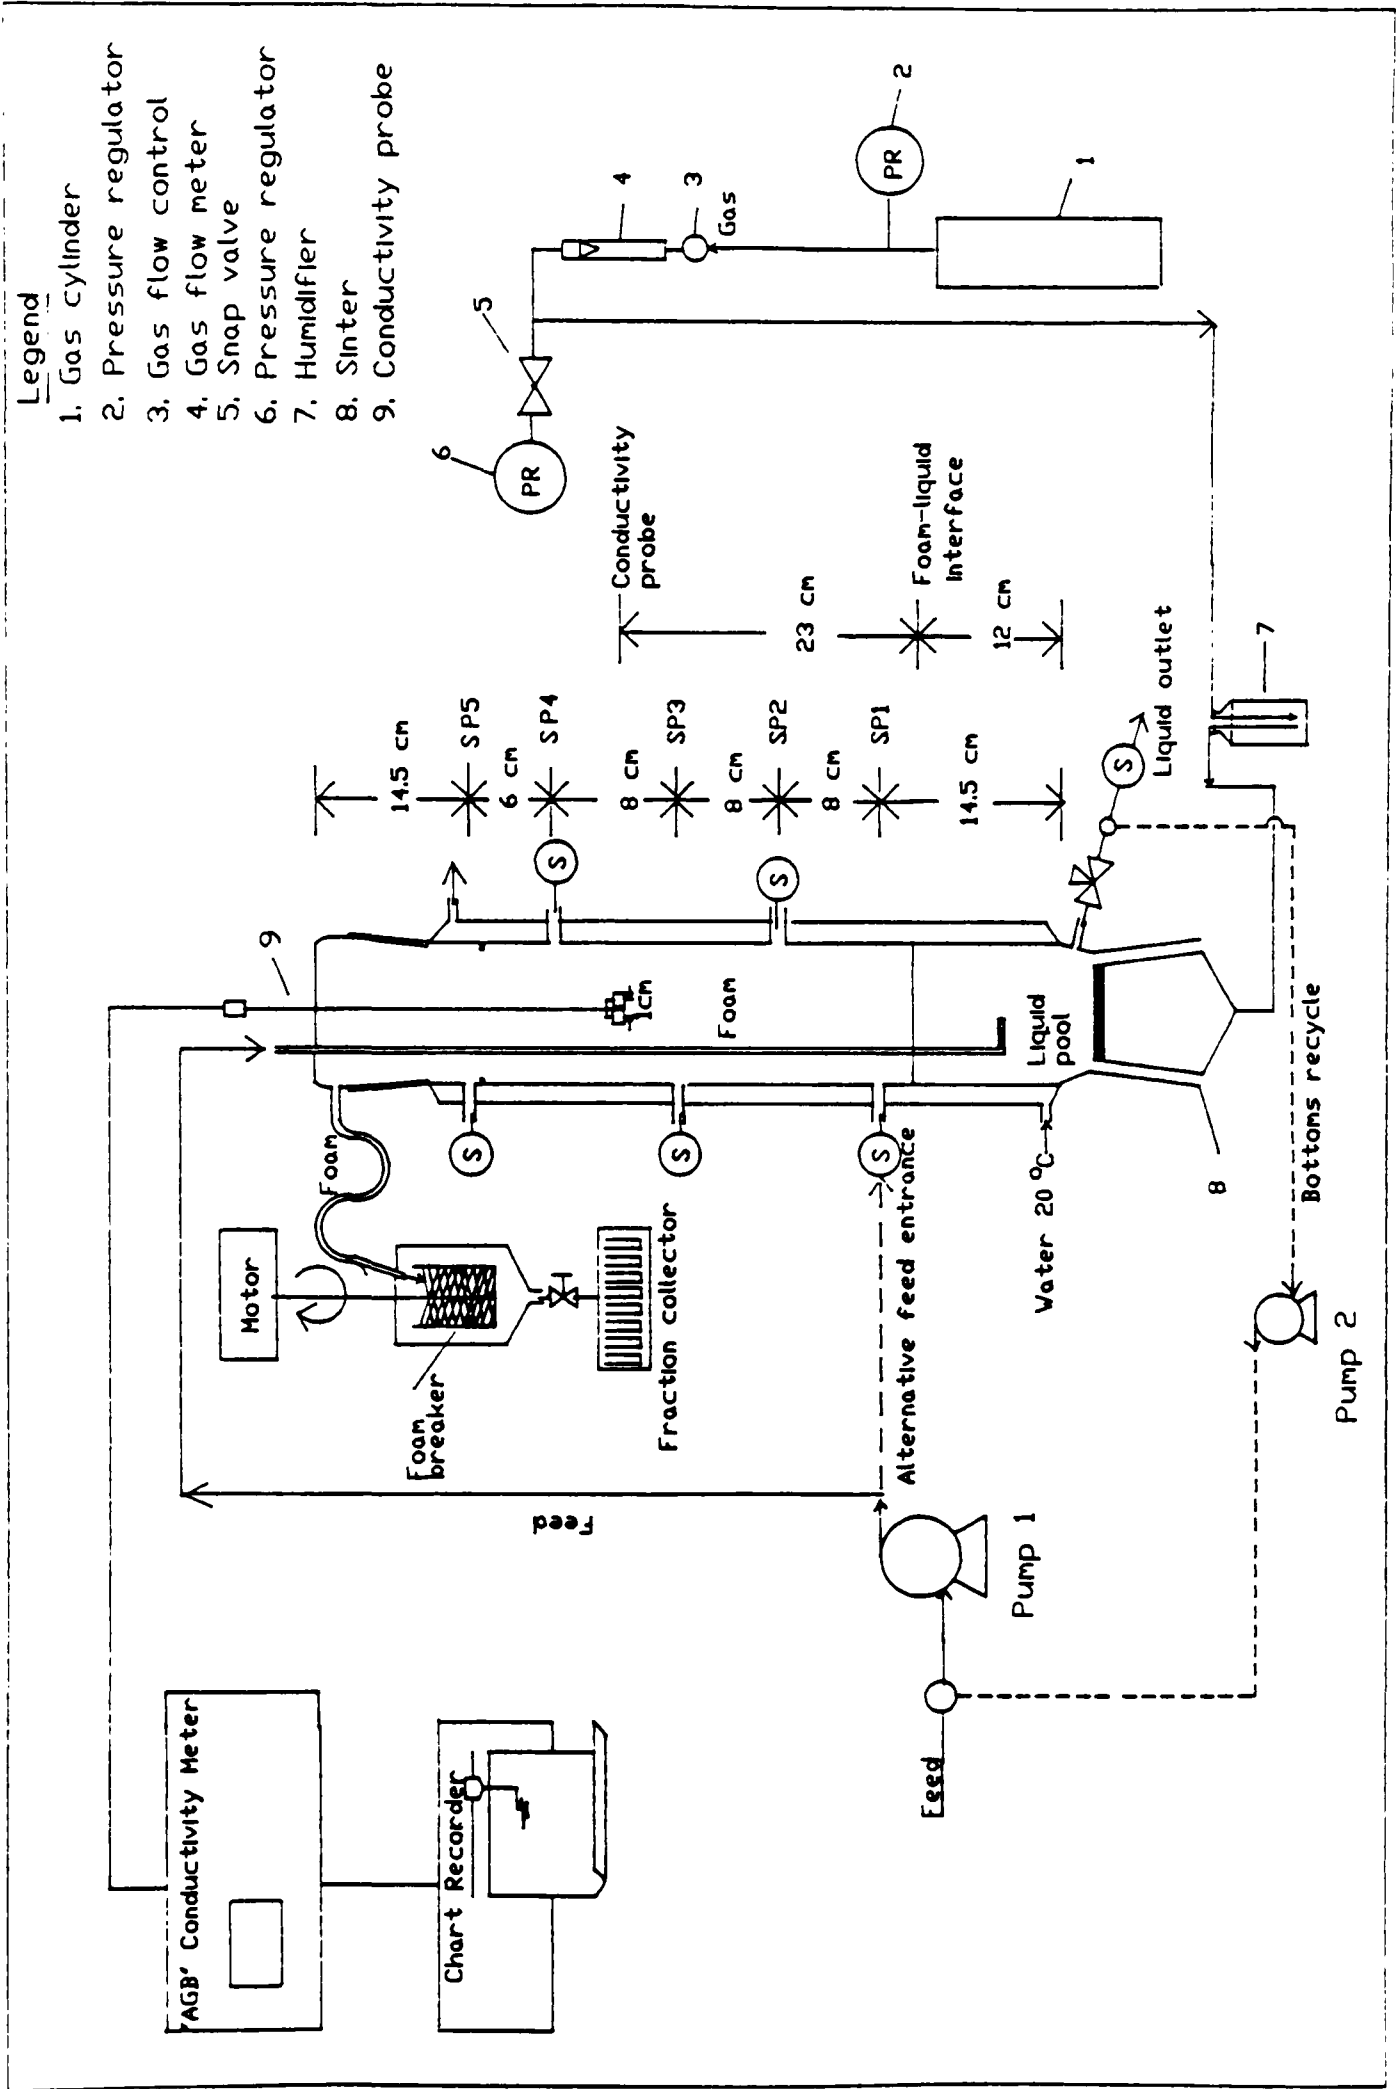 Legend
1. Gas cylinder
2. Pressure regulator
3. Gas flow control
4. Gas flow meter
5. Snap valve
6. Pressure regulator
7. Humidifier
8. Sinter
9. Conductivity probe
'AGB' Conductivity Meter
Chart Recorder
Motor
Foam
Foam
breaker
Fraction collector
Feed
Feed
Pump 1
Alternative feed entrance
Water 20 °C
Pump 2
Bottoms recycle
8
9
1cm
Foam
Liquid
pool
S
S
S
S
S
S
Liquid outlet
14.5 cm
SP5
6 cm
SP4
8 cm
SP3
8 cm
SP2
8 cm
SP1
14.5 cm
Conductivity
probe
23 cm
Foam-liquid
interface
12 cm
7
6
PR
5
4
3
Gas
2
PR
1